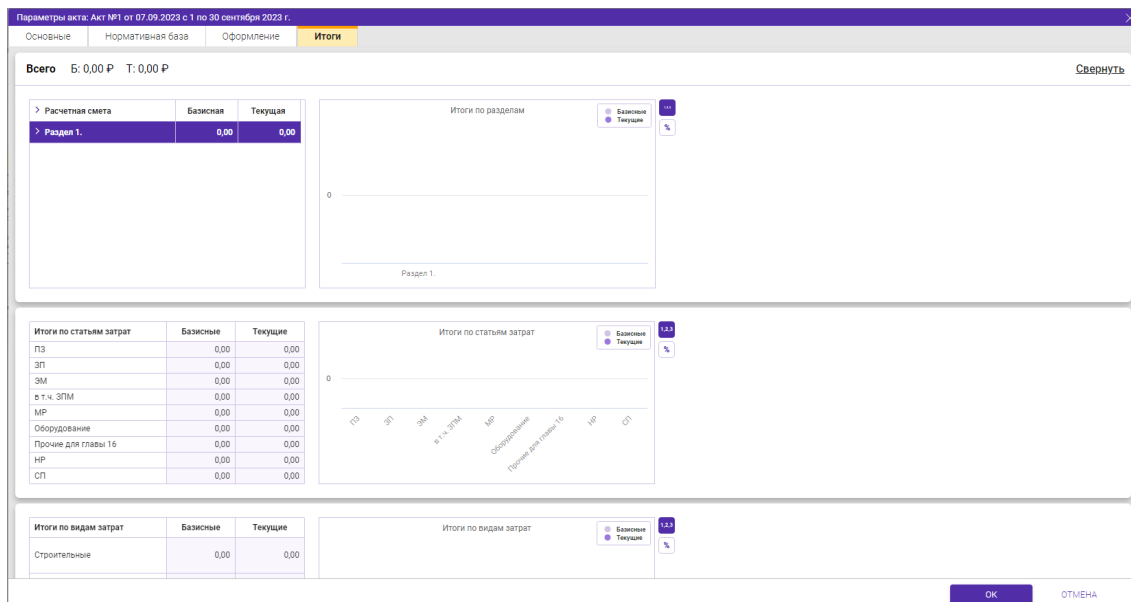 Параметры акта: Акт №1 от 07.09.2023 с 1 по 30 сентября 2023 г.
Основные Нормативная база Оформление Итоги
Всего Б: 0,00 ₽ Т: 0,00 ₽ Свернуть
Расчетная смета Базисная Текущая
Раздел 1. 0,00 0,00
Итоги по разделам
Базисные
Текущие
%
0
Раздел 1.
Итоги по статьям затрат Базисные Текущие
ПЗ 0,00 0,00
ЗП 0,00 0,00
ЭМ 0,00 0,00
в т.ч. ЗПМ 0,00 0,00
МР 0,00 0,00
Оборудование 0,00 0,00
Прочие для главы 16 0,00 0,00
НР 0,00 0,00
СП 0,00 0,00
Итоги по статьям затрат
Базисные
Текущие
1,2,3
%
0
ПЗ ЗП ЭМ в т.ч. ЗПМ МР Оборудование Прочие для главы 16 НР СП
Итоги по видам затрат Базисные Текущие
Строительные 0,00 0,00
Итоги по видам затрат
Базисные
Текущие
1,2,3
%
ОК ОТМЕНА